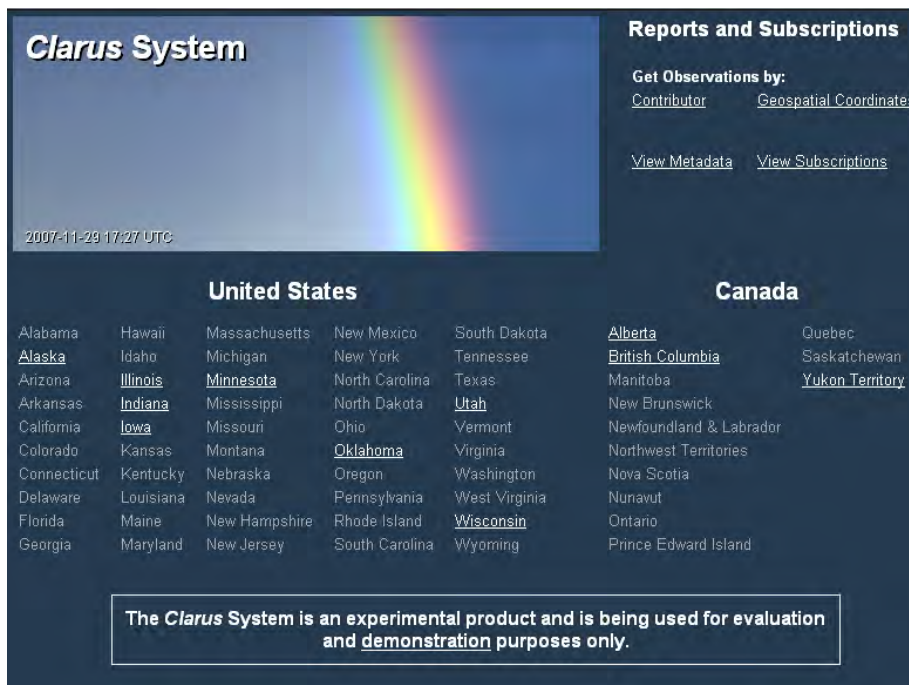 Clarus System
2007-11-29 17:27 UTC
Reports and Subscriptions
Get Observations by:
Contributor Geospatial Coordinates
View Metadata View Subscriptions
United States
Alabama Hawaii Massachusetts New Mexico South Dakota
Alaska Idaho Michigan New York Tennessee
Arizona Illinois Minnesota North Carolina Texas
Arkansas Indiana Mississippi North Dakota Utah
California Iowa Missouri Ohio Vermont
Colorado Kansas Montana Oklahoma Virginia
Connecticut Kentucky Nebraska Oregon Washington
Delaware Louisiana Nevada Pennsylvania West Virginia
Florida Maine New Hampshire Rhode Island Wisconsin
Georgia Maryland New Jersey South Carolina Wyoming
Canada
Alberta Quebec
British Columbia Saskatchewan
Manitoba Yukon Territory
New Brunswick
Newfoundland & Labrador
Northwest Territories
Nova Scotia
Nunavut
Ontario
Prince Edward Island
The Clarus System is an experimental product and is being used for evaluation
and demonstration purposes only.